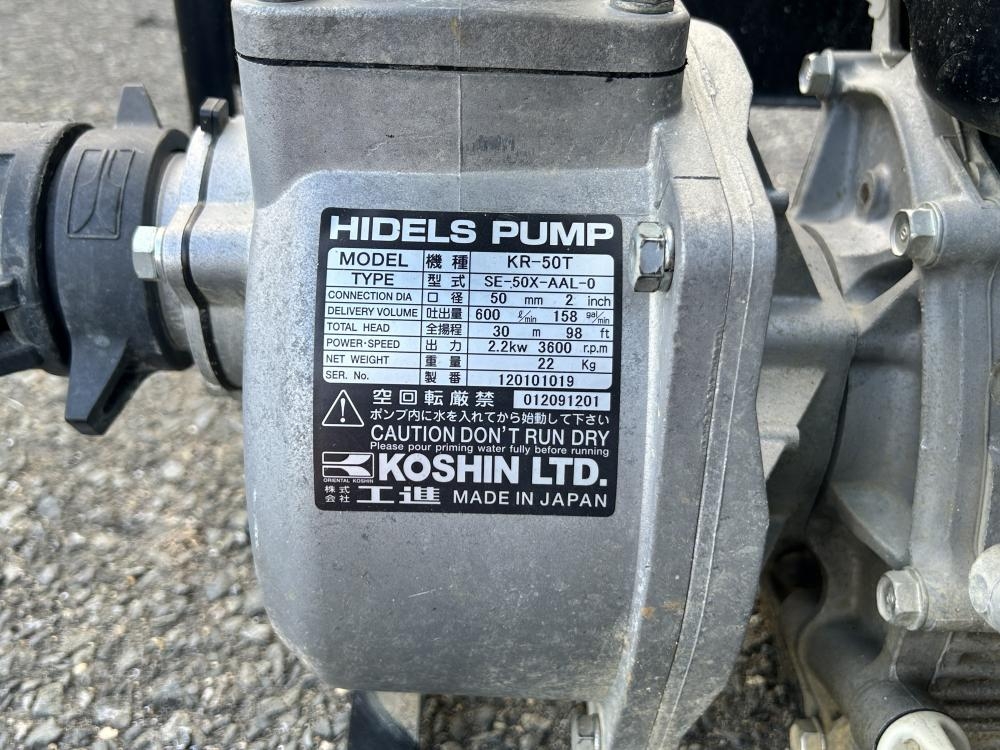 HIDELS PUMP
MODEL 機種 KR-50T
TYPE 型式 SE-50X-AAL-0
CONNECTION DIA 口径 50 mm 2 inch
DELIVERY VOLUME 吐出量 600 ℓ/min 158 gal/min
TOTAL HEAD 全揚程 30 m 98 ft
POWER·SPEED 出力 2.2kw 3600 r.p.m
NET WEIGHT 重量 22 Kg
SER. No. 製番 120101019
空回転厳禁 012091201
ポンプ内に水を入れてから始動して下さい
CAUTION DON'T RUN DRY
Please pour priming water fully before running
KOSHIN LTD.
ORIENTAL KOSHIN
株式会社 工進 MADE IN JAPAN